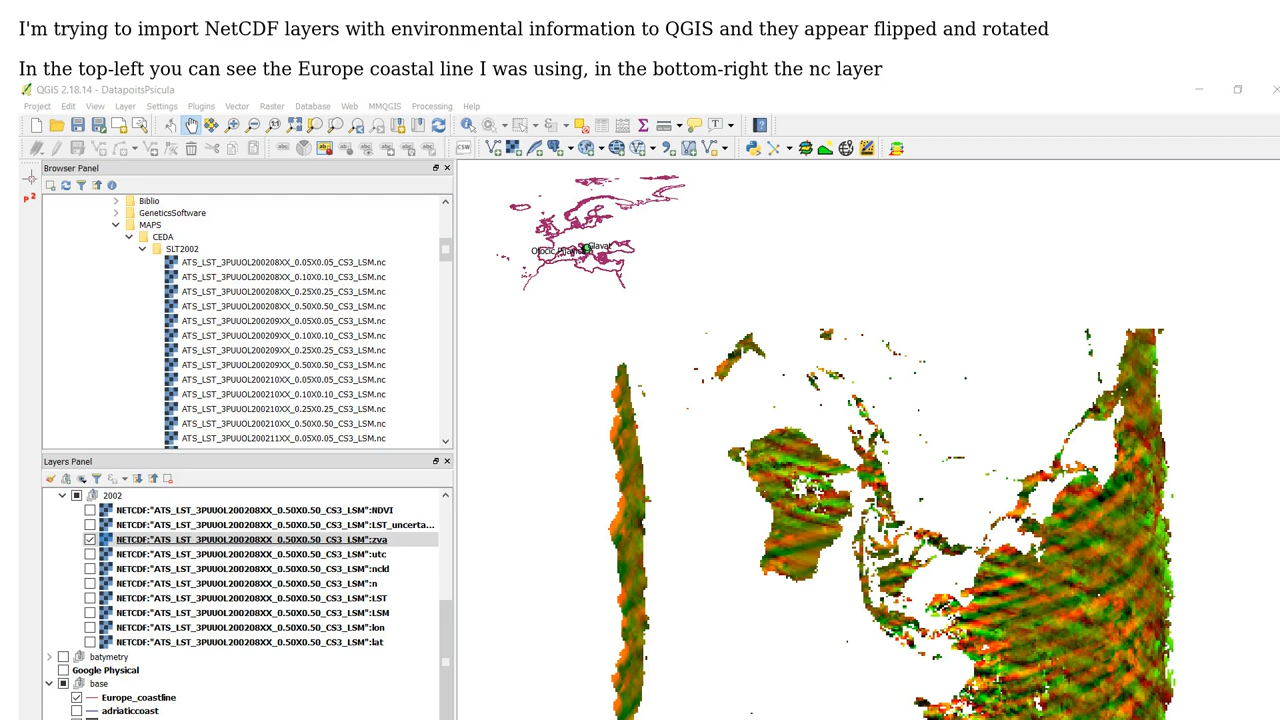 I'm trying to import NetCDF layers with environmental information to QGIS and they appear flipped and rotated
In the top-left you can see the Europe coastal line I was using, in the bottom-right the nc layer
QGIS 2.18.14 - DatapoitsPsicula
Project Edit View Layer Settings Plugins Vector Raster Database Web MMQGIS Processing Help
CSW
Browser Panel
Biblio
GeneticsSoftware
MAPS
CEDA
SLT2002
ATS_LST_3PUUOL200208XX_0.05X0.05_CS3_LSM.nc
ATS_LST_3PUUOL200208XX_0.10X0.10_CS3_LSM.nc
ATS_LST_3PUUOL200208XX_0.25X0.25_CS3_LSM.nc
ATS_LST_3PUUOL200208XX_0.50X0.50_CS3_LSM.nc
ATS_LST_3PUUOL200209XX_0.05X0.05_CS3_LSM.nc
ATS_LST_3PUUOL200209XX_0.10X0.10_CS3_LSM.nc
ATS_LST_3PUUOL200209XX_0.25X0.25_CS3_LSM.nc
ATS_LST_3PUUOL200209XX_0.50X0.50_CS3_LSM.nc
ATS_LST_3PUUOL200210XX_0.05X0.05_CS3_LSM.nc
ATS_LST_3PUUOL200210XX_0.10X0.10_CS3_LSM.nc
ATS_LST_3PUUOL200210XX_0.25X0.25_CS3_LSM.nc
ATS_LST_3PUUOL200210XX_0.50X0.50_CS3_LSM.nc
ATS_LST_3PUUOL200211XX_0.05X0.05_CS3_LSM.nc
Layers Panel
2002
NETCDF:"ATS_LST_3PUUOL200208XX_0.50X0.50_CS3_LSM":NDVI
NETCDF:"ATS_LST_3PUUOL200208XX_0.50X0.50_CS3_LSM":LST_uncerta...
NETCDF:"ATS_LST_3PUUOL200208XX_0.50X0.50_CS3_LSM":zva
NETCDF:"ATS_LST_3PUUOL200208XX_0.50X0.50_CS3_LSM":utc
NETCDF:"ATS_LST_3PUUOL200208XX_0.50X0.50_CS3_LSM":nckl
NETCDF:"ATS_LST_3PUUOL200208XX_0.50X0.50_CS3_LSM":n
NETCDF:"ATS_LST_3PUUOL200208XX_0.50X0.50_CS3_LSM":LST
NETCDF:"ATS_LST_3PUUOL200208XX_0.50X0.50_CS3_LSM":LSM
NETCDF:"ATS_LST_3PUUOL200208XX_0.50X0.50_CS3_LSM":lon
NETCDF:"ATS_LST_3PUUOL200208XX_0.50X0.50_CS3_LSM":lat
batymetry
Google Physical
base
Europe_coastline
adriaticcoast
Glavat